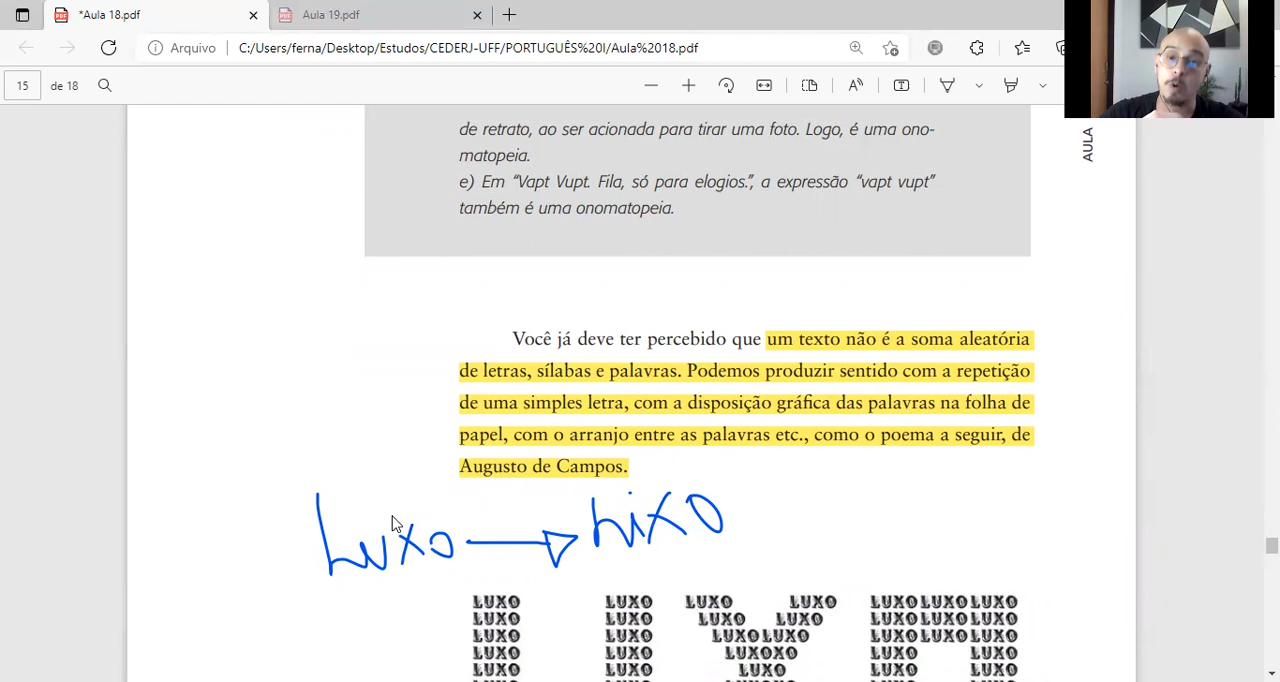 *Aula 18.pdf
Aula 19.pdf
Arquivo
C:/Users/ferna/Desktop/Estudos/CEDERJ-UFF/PORTUGUÊS%20I/Aula%2018.pdf
15 de 18
AULA
de retrato, ao ser acionada para tirar uma foto. Logo, é uma ono-
matopeia.
e) Em “Vapt Vupt. Fila, só para elogios.”, a expressão “vapt vupt”
também é uma onomatopeia.
Você já deve ter percebido que um texto não é a soma aleatória
de letras, sílabas e palavras. Podemos produzir sentido com a repetição
de uma simples letra, com a disposição gráfica das palavras na folha de
papel, com o arranjo entre as palavras etc., como o poema a seguir, de
Augusto de Campos.
Luxo Lixo
LUXO LUXO LUXO LUXO LUXOLUXOLUXO
LUXO LUXO LUXO LUXO LUXOLUXOLUXO
LUXO LUXO LUXOLUXO LUXOLUXOLUXO
LUXO LUXO LUXOXO LUXO LUXO
LUXO LUXO LUXO LUXO LUXO